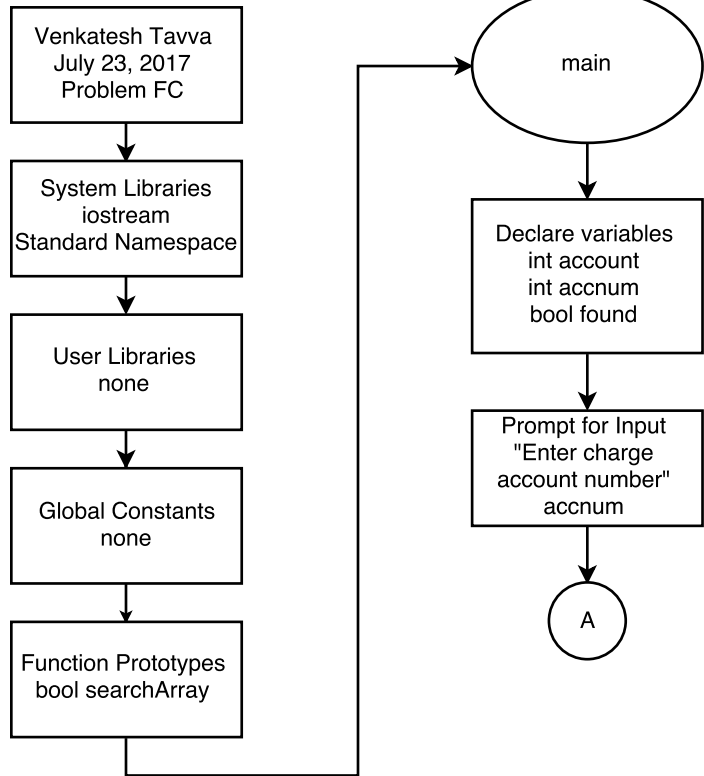 Venkatesh Tavva
July 23, 2017
Problem FC
System Libraries
iostream
Standard Namespace
User Libraries
none
Global Constants
none
Function Prototypes
bool searchArray
main
Declare variables
int account
int accnum
bool found
Prompt for Input
"Enter charge
account number"
accnum
A